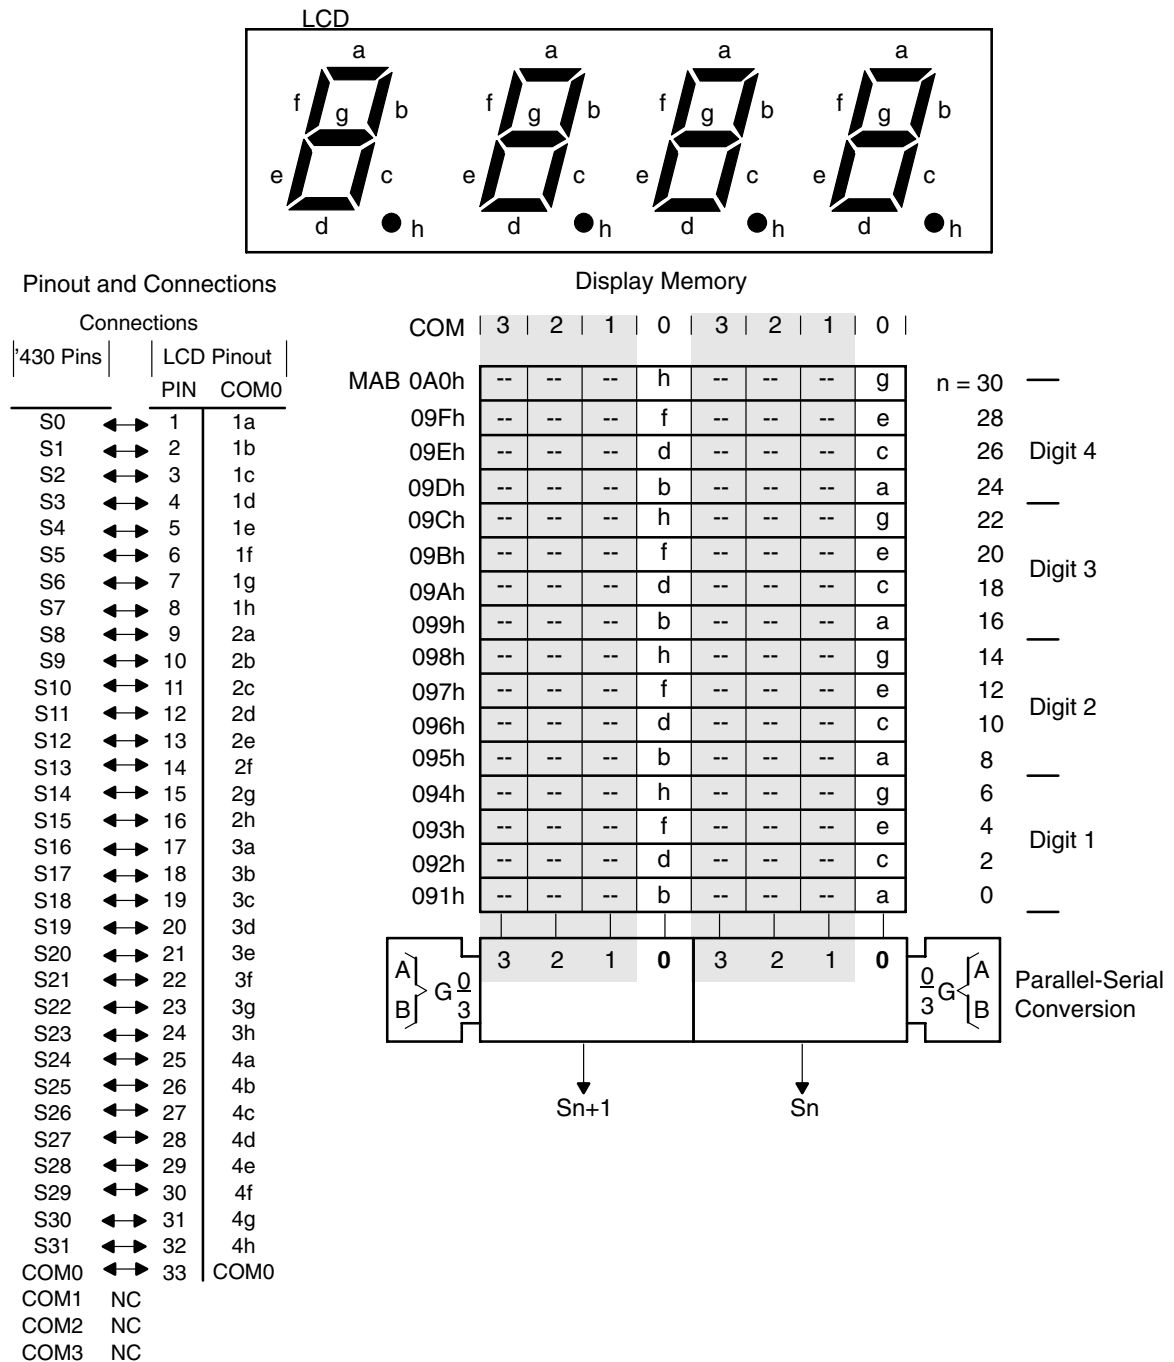 LCD
a a a a
f g b f g b f g b f g b
e c e c e c e c
d h d h d h d h
Pinout and Connections
Connections
'430 Pins LCD Pinout
PIN COM0
S0 1 1a
S1 2 1b
S2 3 1c
S3 4 1d
S4 5 1e
S5 6 1f
S6 7 1g
S7 8 1h
S8 9 2a
S9 10 2b
S10 11 2c
S11 12 2d
S12 13 2e
S13 14 2f
S14 15 2g
S15 16 2h
S16 17 3a
S17 18 3b
S18 19 3c
S19 20 3d
S20 21 3e
S21 22 3f
S22 23 3g
S23 24 3h
S24 25 4a
S25 26 4b
S26 27 4c
S27 28 4d
S28 29 4e
S29 30 4f
S30 31 4g
S31 32 4h
COM0 33 COM0
COM1 NC
COM2 NC
COM3 NC
Display Memory
COM 3 2 1 0 3 2 1 0
MAB 0A0h -- -- -- h -- -- -- g n = 30
09Fh -- -- -- f -- -- -- e 28
09Eh -- -- -- d -- -- -- c 26 Digit 4
09Dh -- -- -- b -- -- -- a 24
09Ch -- -- -- h -- -- -- g 22
09Bh -- -- -- f -- -- -- e 20 Digit 3
09Ah -- -- -- d -- -- -- c 18
099h -- -- -- b -- -- -- a 16
098h -- -- -- h -- -- -- g 14
097h -- -- -- f -- -- -- e 12 Digit 2
096h -- -- -- d -- -- -- c 10
095h -- -- -- b -- -- -- a 8
094h -- -- -- h -- -- -- g 6
093h -- -- -- f -- -- -- e 4 Digit 1
092h -- -- -- d -- -- -- c 2
091h -- -- -- b -- -- -- a 0
3 2 1 0 3 2 1 0
A B G 0 3
0 3 G A B
Parallel-Serial
Conversion
Sn+1 Sn